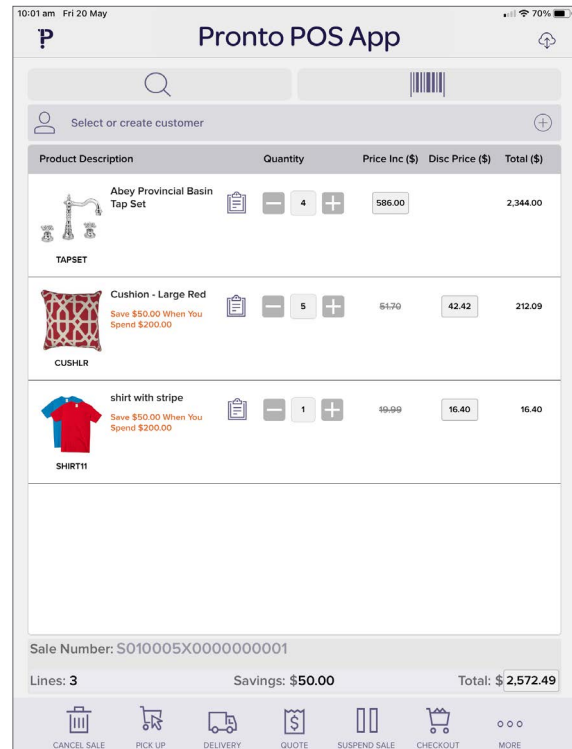 10:01 am Fri 20 May 70%
Pronto POS App
Select or create customer
Product Description Quantity Price Inc ($) Disc Price ($) Total ($)
Abey Provincial Basin
Tap Set
4 586.00 2,344.00
TAPSET
Cushion - Large Red
Save $50.00 When You
Spend $200.00
5 51.70 42.42 212.09
CUSHLR
shirt with stripe
Save $50.00 When You
Spend $200.00
1 19.99 16.40 16.40
SHIRT11
Sale Number: S010005X0000000001
Lines: 3 Savings: $50.00 Total: $ 2,572.49
CANCEL SALE PICK UP DELIVERY QUOTE SUSPEND SALE CHECKOUT MORE